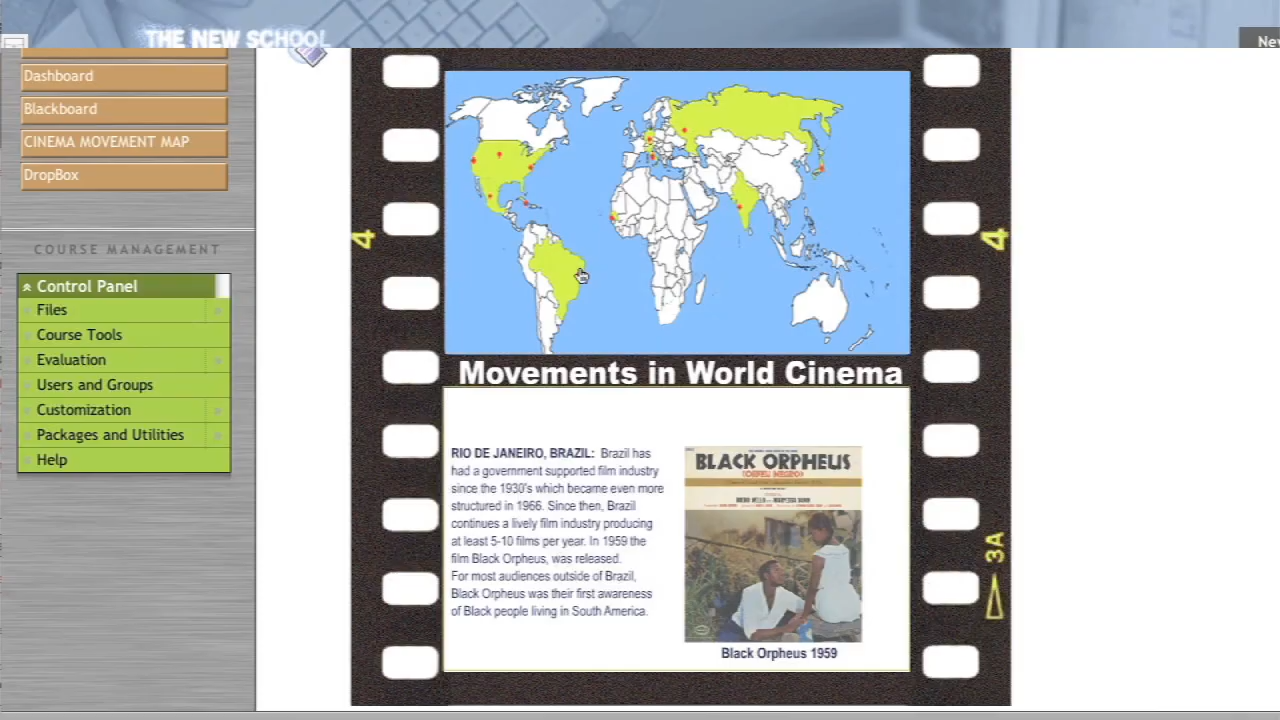 THE NEW SCHOOL
Dashboard
Blackboard
CINEMA MOVEMENT MAP
DropBox
COURSE MANAGEMENT
Control Panel
Files
Course Tools
Evaluation
Users and Groups
Customization
Packages and Utilities
Help
4
4
3A
Movements in World Cinema
RIO DE JANEIRO, BRAZIL: Brazil has
had a government supported film industry
since the 1930's which became even more
structured in 1966. Since then, Brazil
continues a lively film industry producing
at least 5-10 films per year. In 1959 the
film Black Orpheus, was released.
For most audiences outside of Brazil,
Black Orpheus was their first awareness
of Black people living in South America.
BLACK ORPHEUS
(ORFEU NEGRO)
Black Orpheus 1959